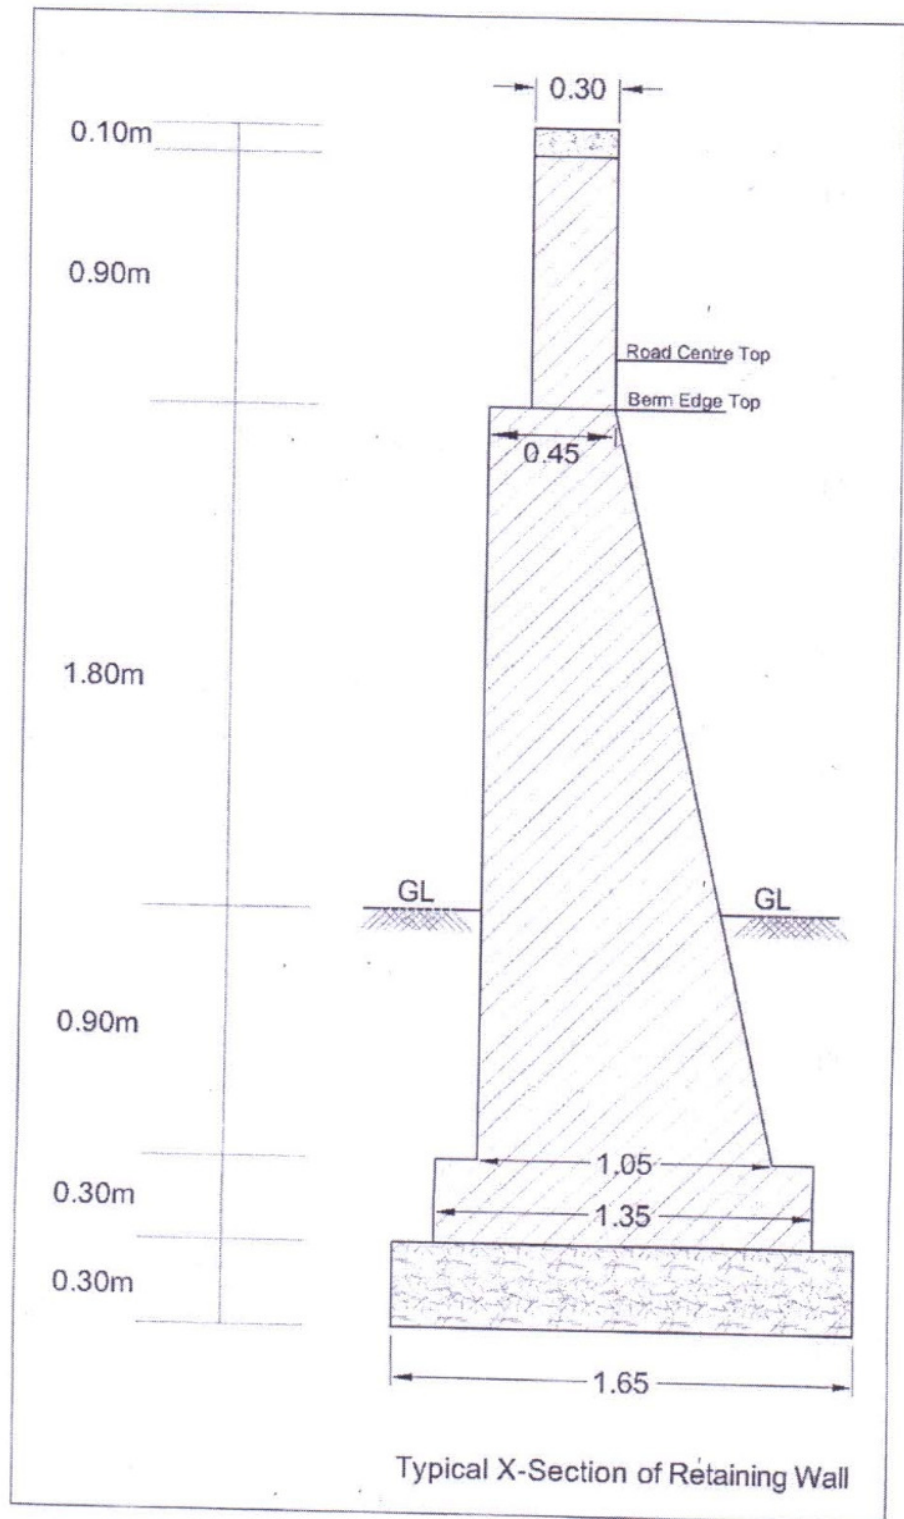 0.30
0.10m
0.90m
Road Centre Top
Berm Edge Top
0.45
1.80m
GL
GL
0.90m
1.05
0.30m
1.35
0.30m
1.65
Typical X-Section of Retaining Wall